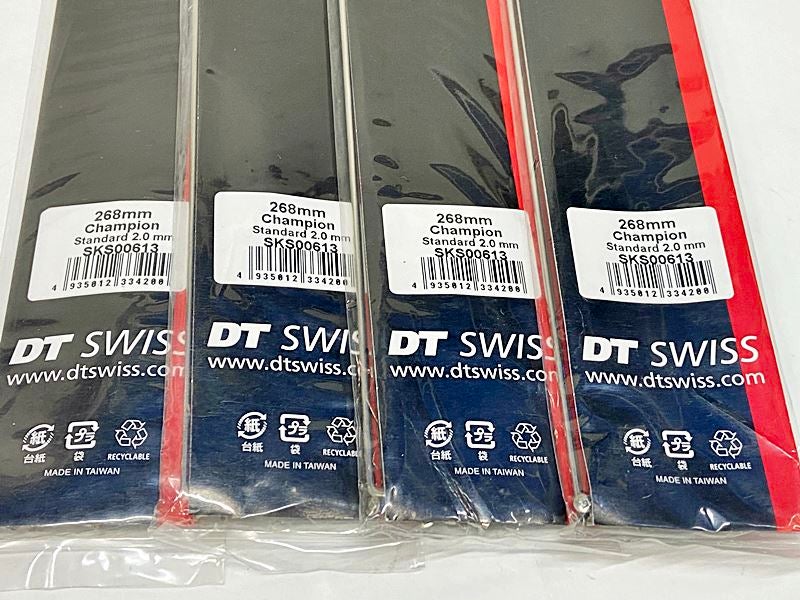 268mm
Champion
Standard 2.0 mm
SKS00613
4 935012 334200
DT SWISS
www.dtswiss.com
紙
台紙
プラ
袋
RECYCLABLE
MADE IN TAIWAN
268mm
Champion
Standard 2.0 mm
SKS00613
4 935012 334200
DT SWISS
www.dtswiss.co
紙
台紙
プラ
袋
RECYCLABLE
MADE IN TAIWAN
268mm
Champion
Standard 2.0 mm
SKS00613
4 935012 334200
DT SWISS
www.dtswiss.con
紙
台紙
プラ
袋
RECYCLABLE
MADE IN TAIWAN
268mm
Champion
Standard 2.0 mm
SKS00613
4 935012 334200
DT SWISS
www.dtswiss.com
紙
台紙
プラ
袋
RECYCLABLE
MADE IN TAIWAN